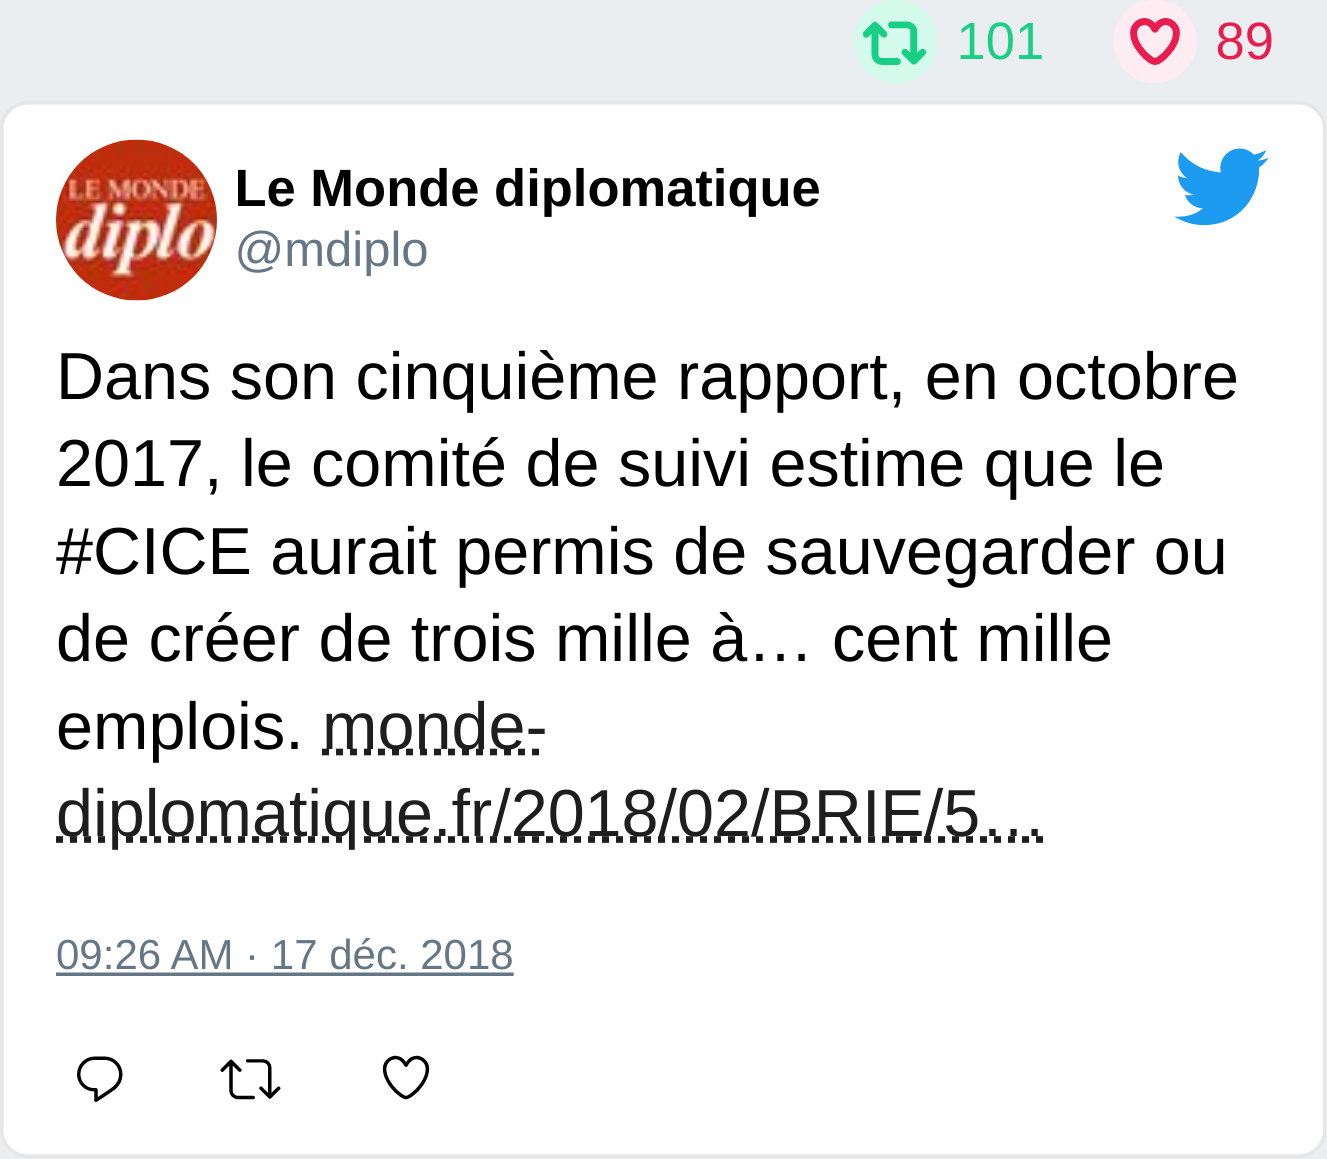 101 89
LE MONDE
diplo
Le Monde diplomatique
@mdiplo
Dans son cinquième rapport, en octobre
2017, le comité de suivi estime que le
#CICE aurait permis de sauvegarder ou
de créer de trois mille à… cent mille
emplois. monde-
diplomatique.fr/2018/02/BRIE/5…
09:26 AM · 17 déc. 2018